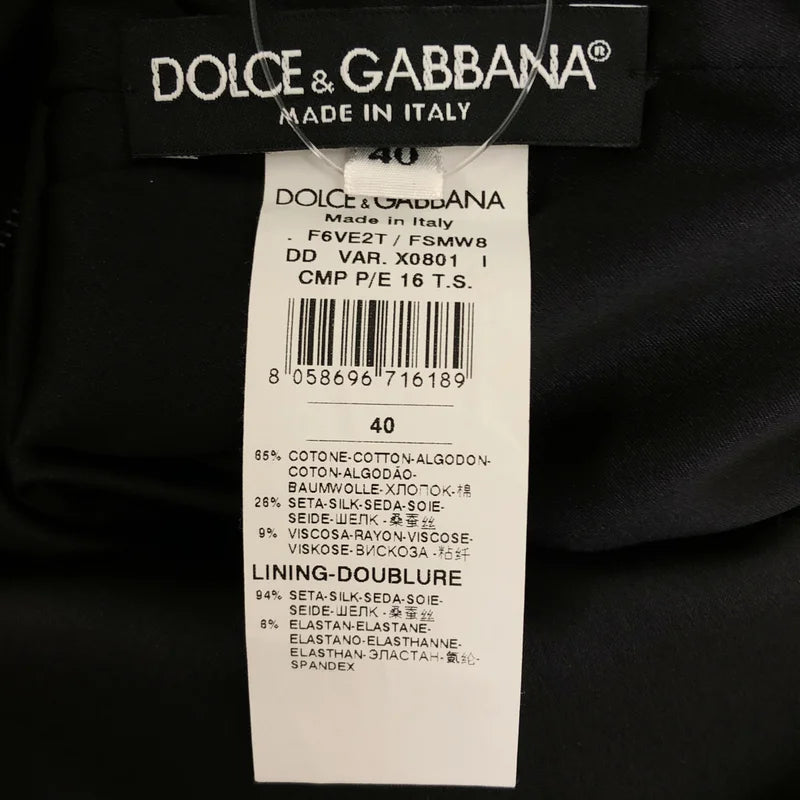 DOLCE & GABBANA®
MADE IN ITALY
40
DOLCE & GABBANA
Made in Italy
. F6VE2T / FSMW8
DD VAR. X0801 I
CMP P/E 16 T.S.
8 058696 716189
40
65% COTONE-COTTON-ALGODON-
COTON-ALGODÃO-
BAUMWOLLE-ХЛОПОК-棉
26% SETA-SILK-SEDA-SOIE-
SEIDE-ШЕЛК-桑蚕丝
9% VISCOSA-RAYON-VISCOSE-
VISKOSE-ВИСКОЗА-粘纤
LINING-DOUBLURE
94% SETA-SILK-SEDA-SOIE-
SEIDE-ШЕЛК-桑蚕丝
6% ELASTAN-ELASTANE-
ELASTANO-ELASTHANNE-
ELASTHAN-ЭЛАСТАН-氨纶-
SPANDEX